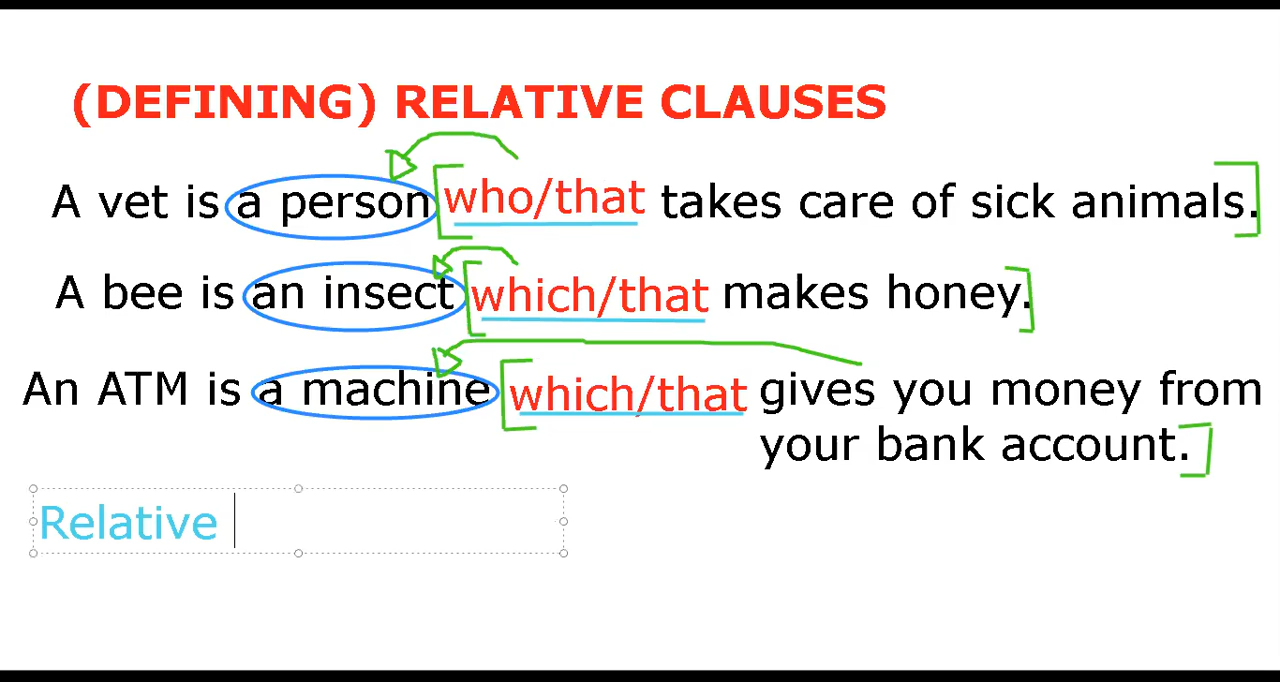 (DEFINING) RELATIVE CLAUSES
A vet is a person who/that takes care of sick animals.
A bee is an insect which/that makes honey.
An ATM is a machine which/that gives you money from
your bank account.
Relative